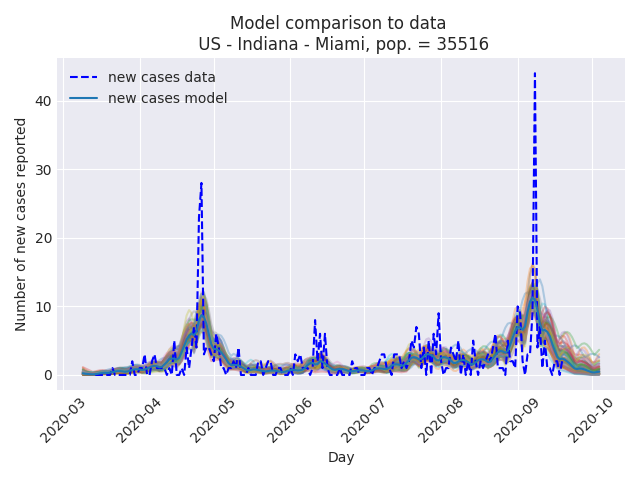 Model comparison to data
US - Indiana - Miami, pop. = 35516
new cases data
new cases model
Number of new cases reported
40
30
20
10
0
2020-03
2020-04
2020-05
2020-06
2020-07
2020-08
2020-09
2020-10
Day